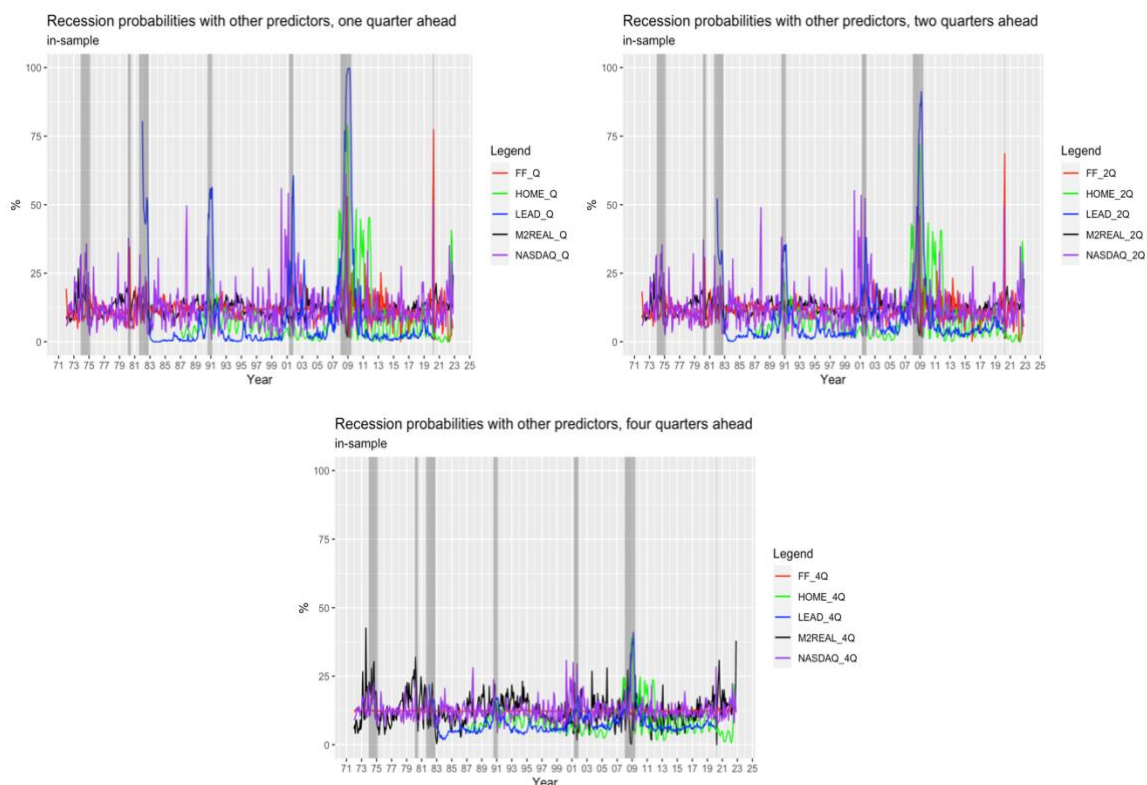 Recession probabilities with other predictors, one quarter ahead
in-sample
100
75
50
25
0
%
71 73 75 77 79 81 83 85 87 89 91 93 95 97 99 01 03 05 07 09 11 13 15 17 19 21 23 25
Year
Legend
FF_Q
HOME_Q
LEAD_Q
M2REAL_Q
NASDAQ_Q
Recession probabilities with other predictors, two quarters ahead
in-sample
100
75
50
25
0
%
71 73 75 77 79 81 83 85 87 89 91 93 95 97 99 01 03 05 07 09 11 13 15 17 19 21 23 25
Year
Legend
FF_2Q
HOME_2Q
LEAD_2Q
M2REAL_2Q
NASDAQ_2Q
Recession probabilities with other predictors, four quarters ahead
in-sample
100
75
50
25
0
%
71 73 75 77 79 81 83 85 87 89 91 93 95 97 99 01 03 05 07 09 11 13 15 17 19 21 23 25
Year
Legend
FF_4Q
HOME_4Q
LEAD_4Q
M2REAL_4Q
NASDAQ_4Q